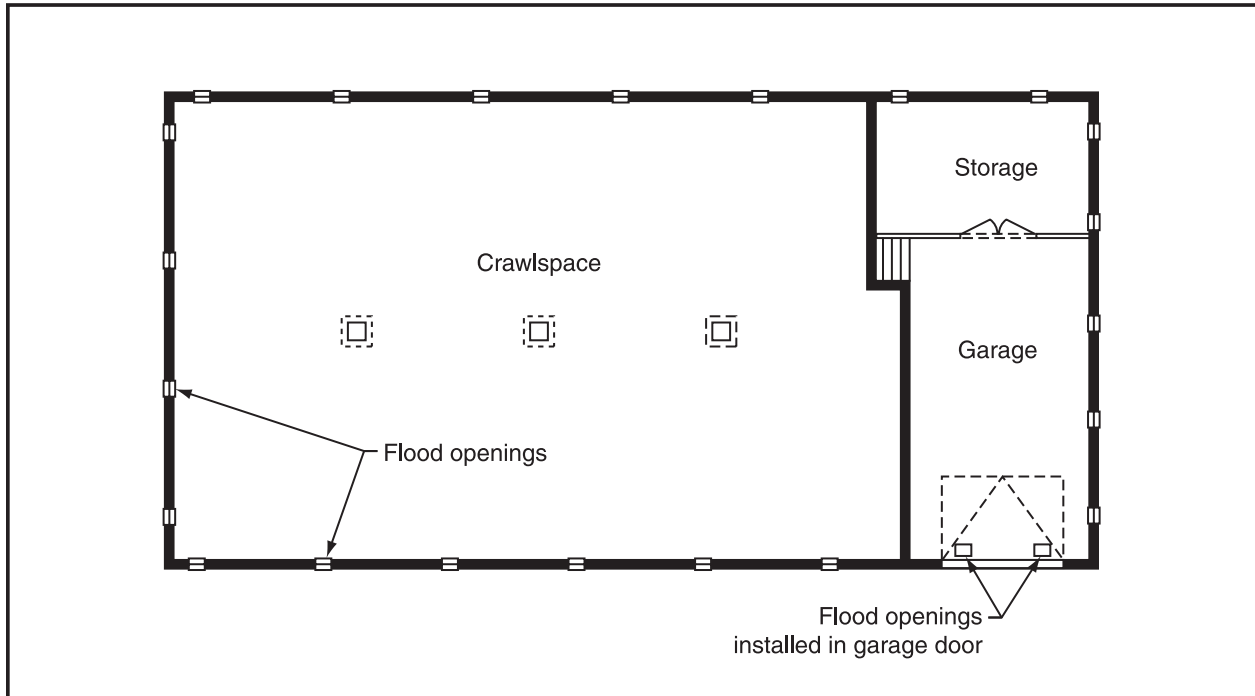 Storage
Crawlspace
Garage
Flood openings
Flood openings
installed in garage door